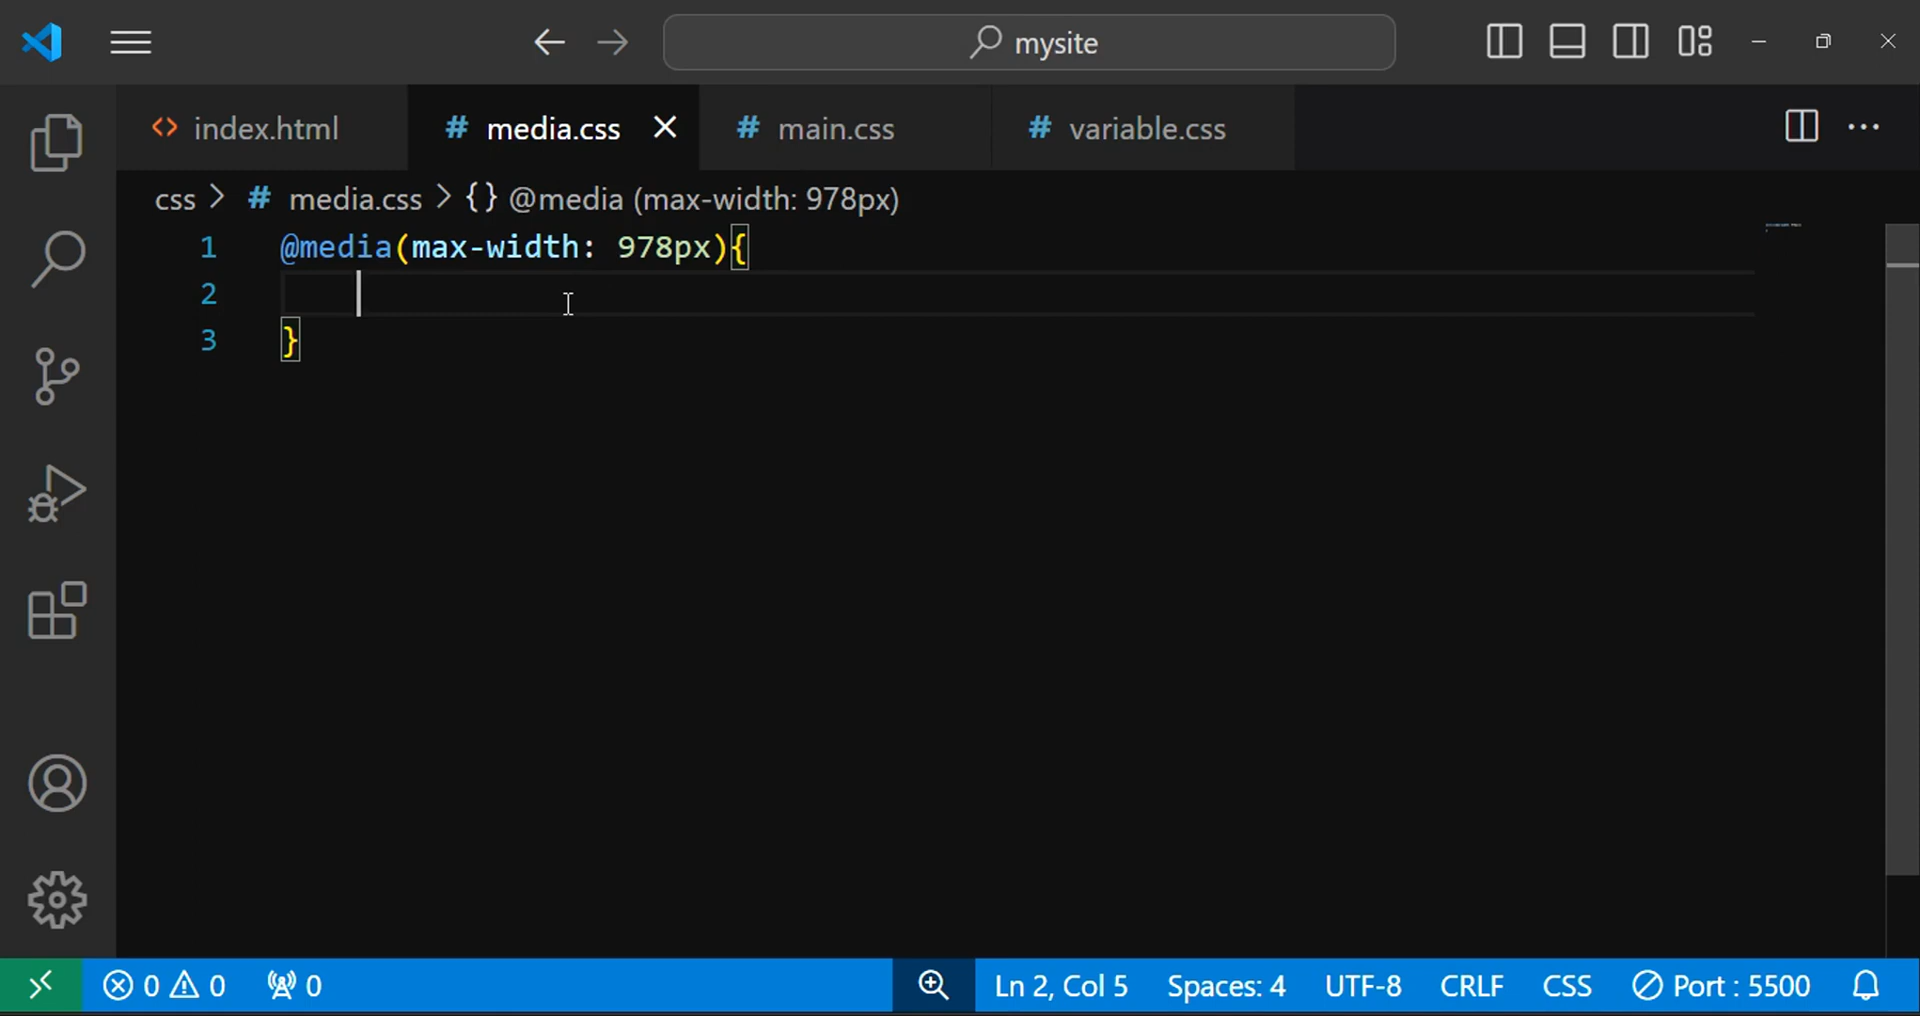 mysite
index.html
# media.css
# main.css
# variable.css
css > # media.css > {} @media (max-width: 978px)
1 @media(max-width: 978px){
2
3 }
0 0 0
Ln 2, Col 5
Spaces: 4
UTF-8
CRLF
CSS
Port : 5500